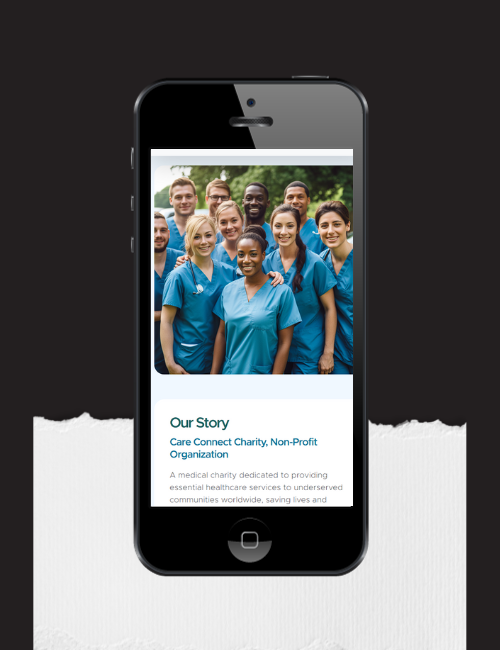 Our Story
Care Connect Charity, Non-Profit
Organization
A medical charity dedicated to providing
essential healthcare services to underserved
communities worldwide, saving lives and